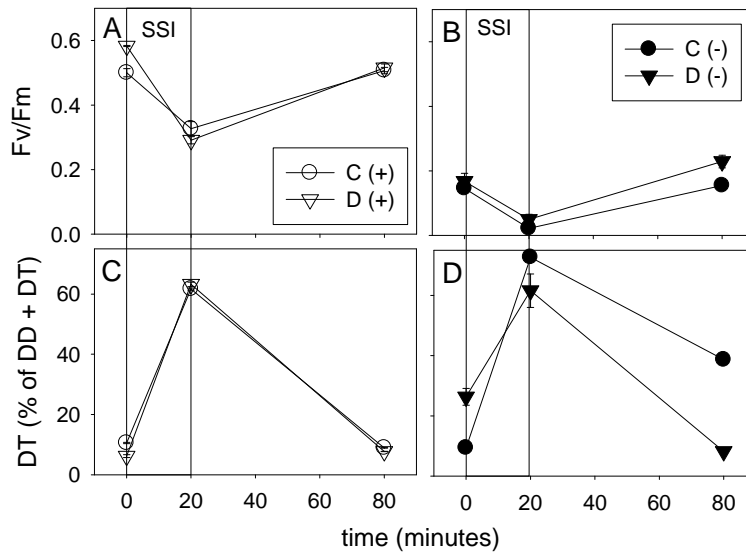 A
SSI
B
SSI
Fv/Fm
0.6
0.4
0.2
0.0
C (+)
D (+)
C (-)
D (-)
C
D
DT (% of DD + DT)
60
40
20
0
0 20 40 60 80
0 20 40 60 80
time (minutes)